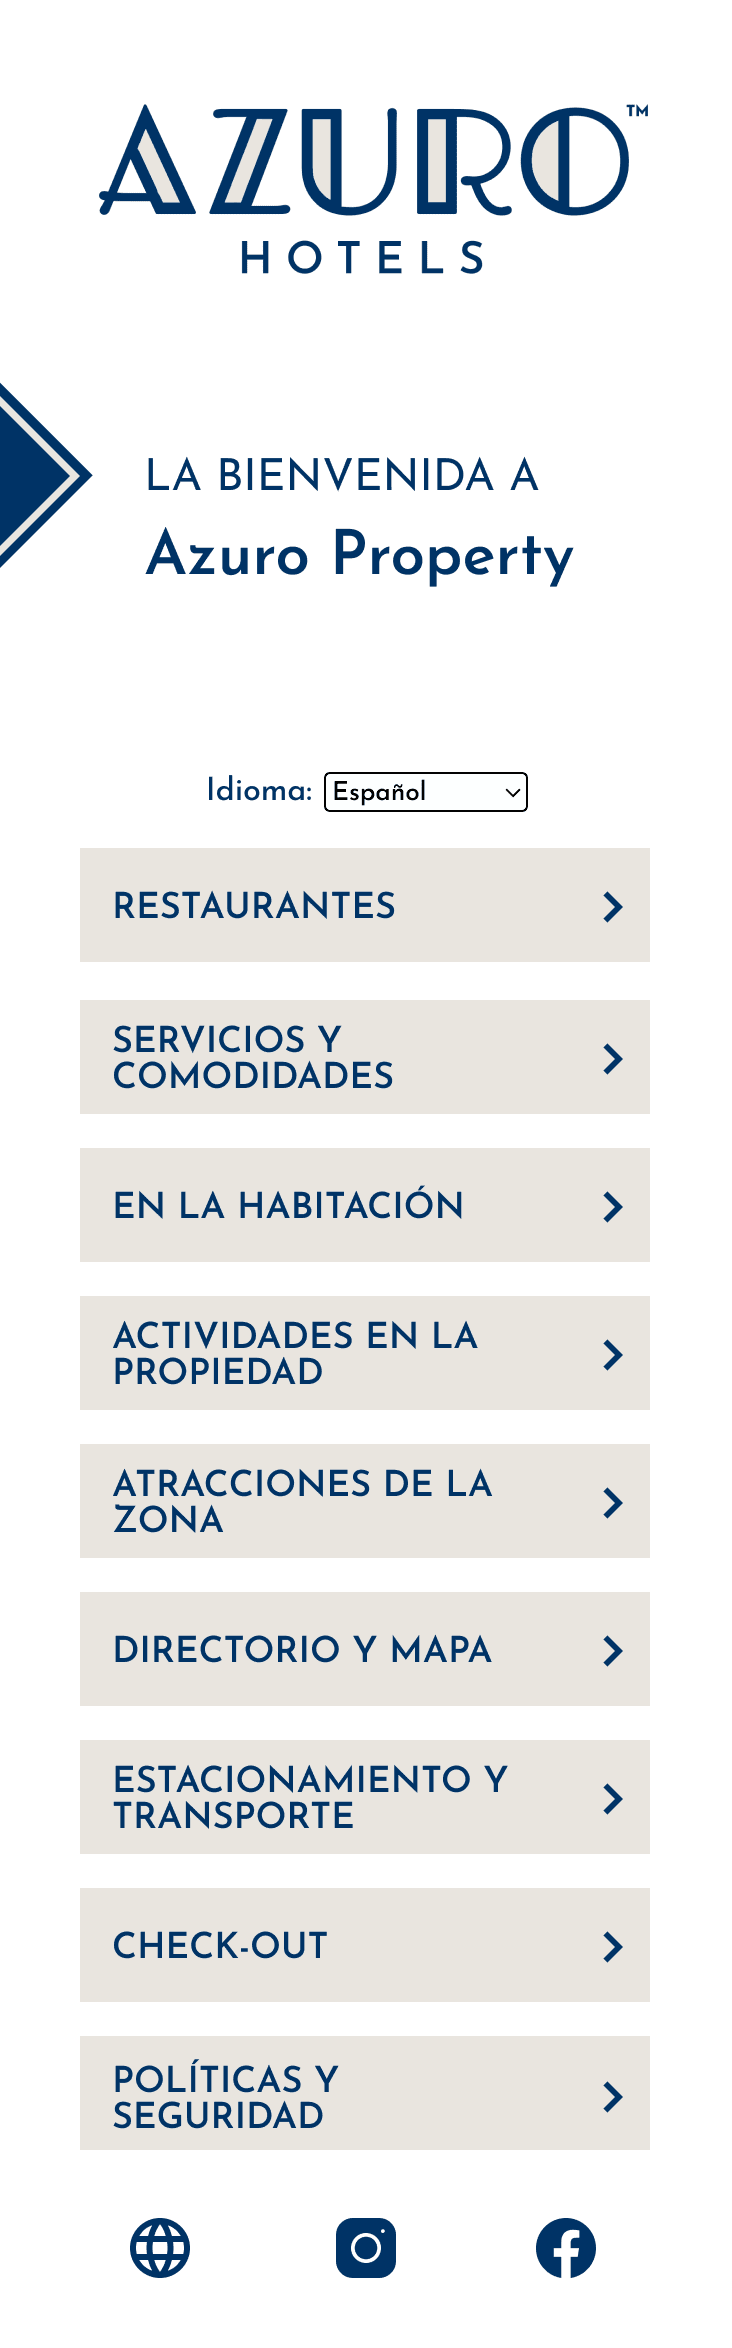 AZURO™
HOTELS
LA BIENVENIDA A
Azuro Property
Idioma: Español
RESTAURANTES
SERVICIOS Y
COMODIDADES
EN LA HABITACIÓN
ACTIVIDADES EN LA
PROPIEDAD
ATRACCIONES DE LA
ZONA
DIRECTORIO Y MAPA
ESTACIONAMIENTO Y
TRANSPORTE
CHECK-OUT
POLÍTICAS Y
SEGURIDAD